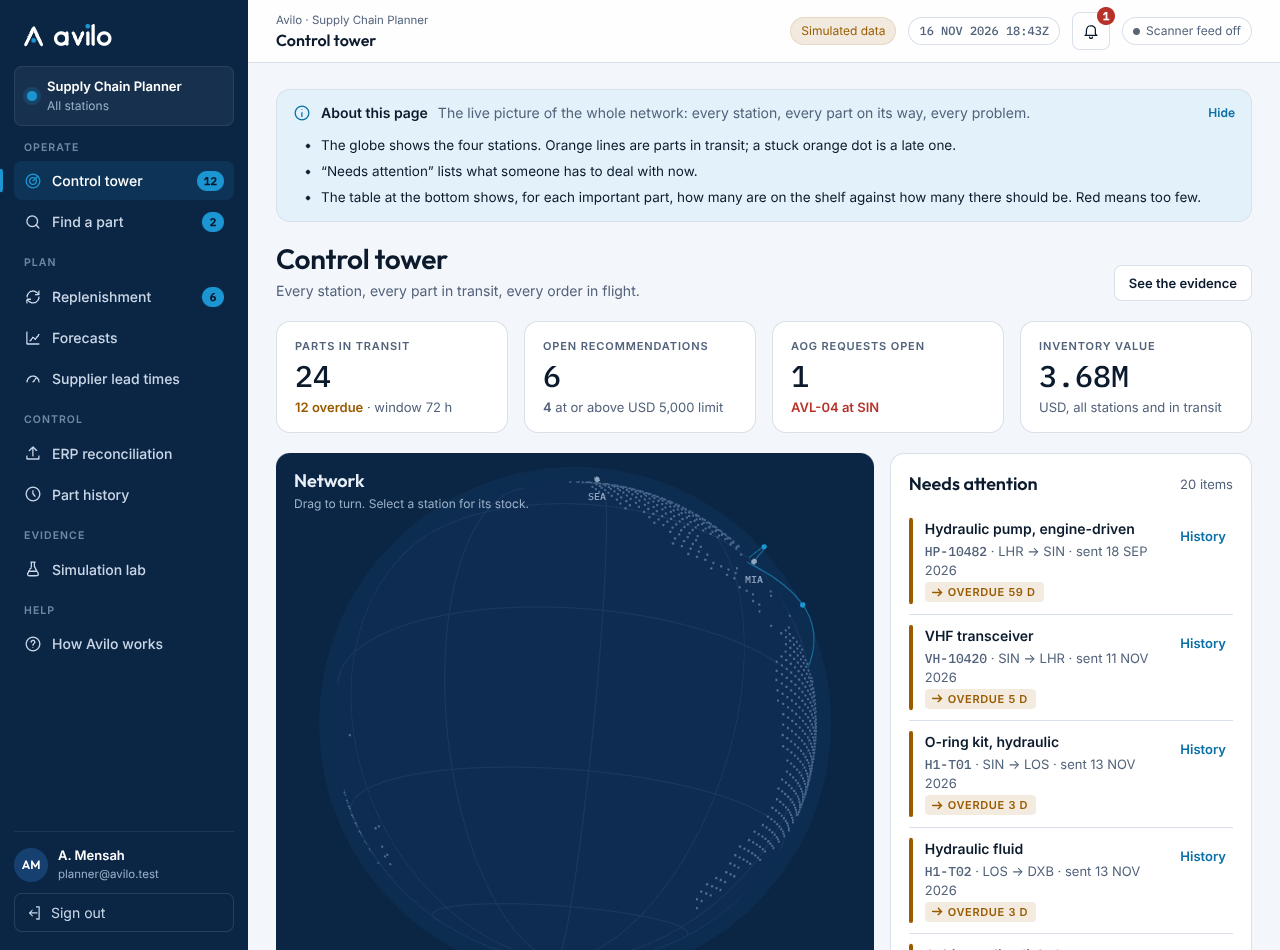 avilo
Supply Chain Planner
All stations
OPERATE
Control tower 12
Find a part 2
PLAN
Replenishment 6
Forecasts
Supplier lead times
CONTROL
ERP reconciliation
Part history
EVIDENCE
Simulation lab
HELP
How Avilo works
AM
A. Mensah
planner@avilo.test
Sign out
Avilo · Supply Chain Planner
Control tower
Simulated data
16 NOV 2026 18:43Z
1
Scanner feed off
About this page The live picture of the whole network: every station, every part on its way, every problem. Hide
• The globe shows the four stations. Orange lines are parts in transit; a stuck orange dot is a late one.
• “Needs attention” lists what someone has to deal with now.
• The table at the bottom shows, for each important part, how many are on the shelf against how many there should be. Red means too few.
Control tower
Every station, every part in transit, every order in flight.
See the evidence
PARTS IN TRANSIT
24
12 overdue · window 72 h
OPEN RECOMMENDATIONS
6
4 at or above USD 5,000 limit
AOG REQUESTS OPEN
1
AVL-04 at SIN
INVENTORY VALUE
3.68M
USD, all stations and in transit
Network
Drag to turn. Select a station for its stock.
SEA
MIA
Needs attention 20 items
Hydraulic pump, engine-driven
History
HP-10482 · LHR → SIN · sent 18 SEP
2026
→ OVERDUE 59 D
VHF transceiver
History
VH-10420 · SIN → LHR · sent 11 NOV
2026
→ OVERDUE 5 D
O-ring kit, hydraulic
History
H1-T01 · SIN → LOS · sent 13 NOV
2026
→ OVERDUE 3 D
Hydraulic fluid
History
H1-T02 · LOS → DXB · sent 13 NOV
2026
→ OVERDUE 3 D